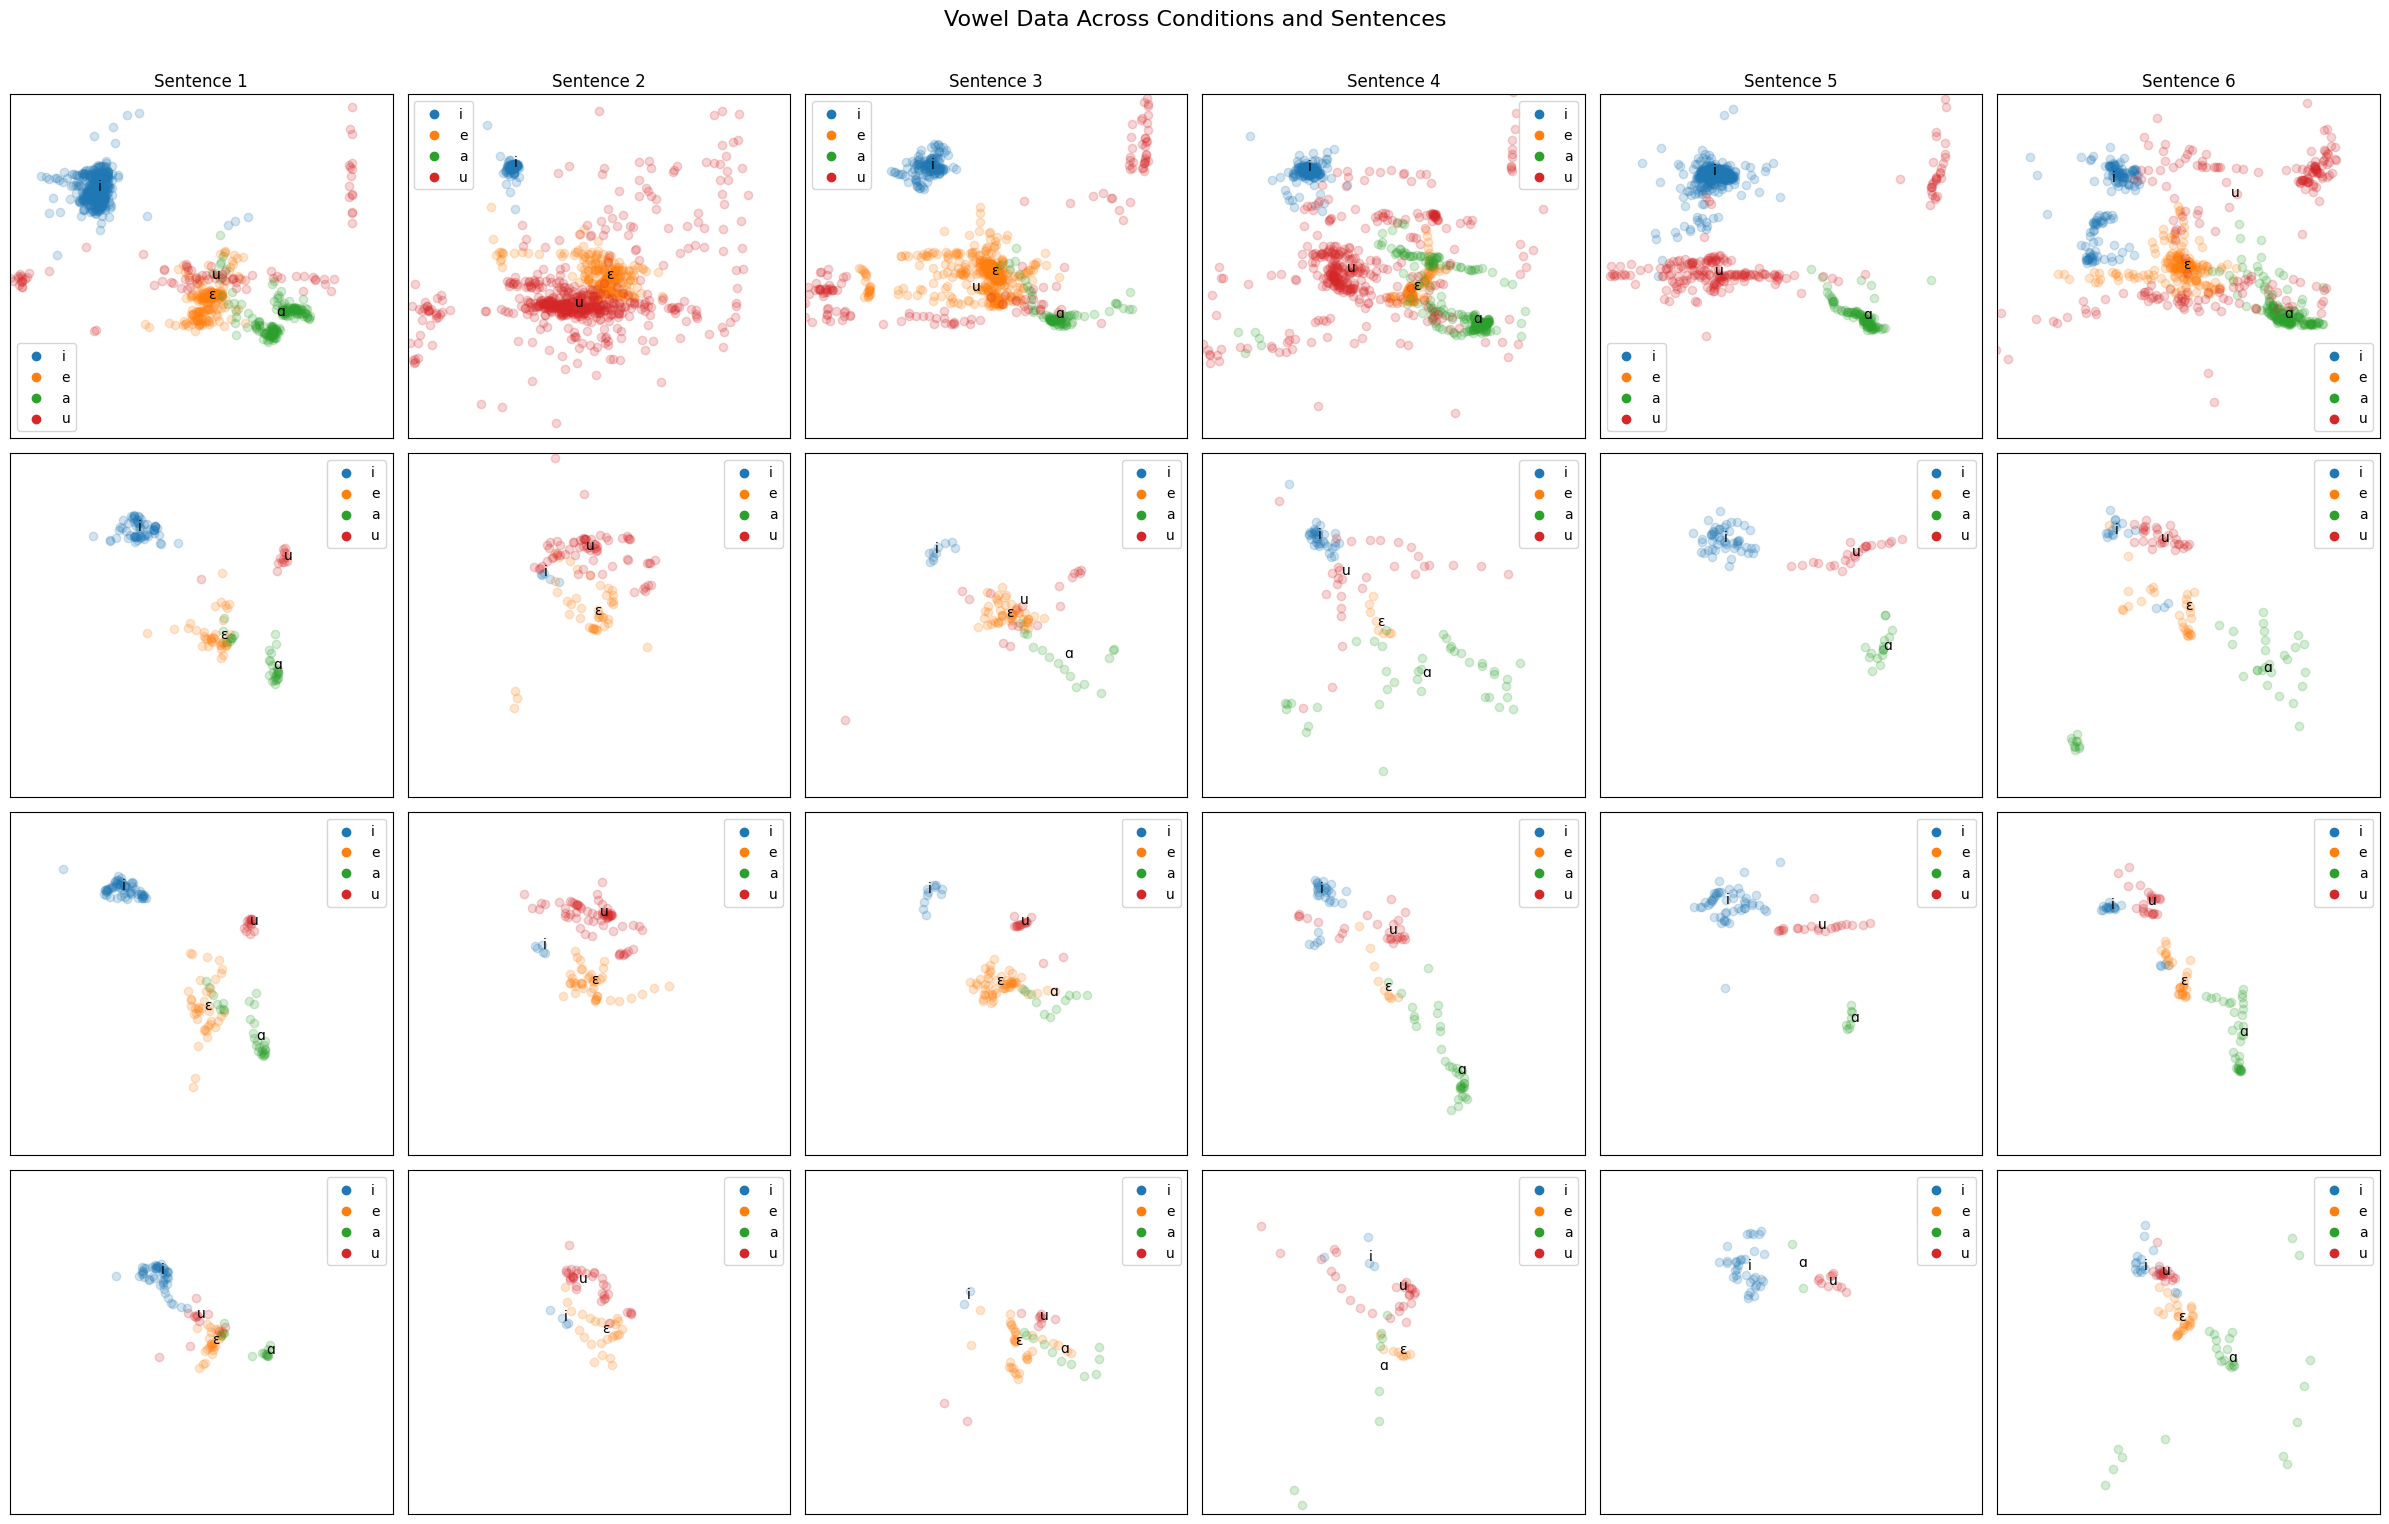 Vowel Data Across Conditions and Sentences
Sentence 1
i
u
ɛ
ɑ
i
e
a
u
Sentence 2
i
e
a
u
i
ɛ
u
Sentence 3
i
e
a
u
i
ɛ
u
ɑ
Sentence 4
i
e
a
u
i
u
ɛ
ɑ
Sentence 5
i
u
ɑ
i
e
a
u
Sentence 6
i
u
ɛ
ɑ
i
e
a
u
i
e
a
u
i
u
ɛ
ɑ
i
e
a
u
u
i
ɛ
i
e
a
u
i
u
ɛ
ɑ
i
e
a
u
i
u
ɛ
ɑ
i
e
a
u
i
u
ɑ
i
e
a
u
i
u
ɛ
ɑ
i
e
a
u
i
u
ɛ
ɑ
i
e
a
u
u
i
ɛ
i
e
a
u
i
u
ɛ
ɑ
i
e
a
u
i
u
ɛ
ɑ
i
e
a
u
i
u
ɑ
i
e
a
u
u
i
ɛ
ɑ
i
e
a
u
i
u
ɛ
ɑ
i
e
a
u
u
i
ɛ
i
e
a
u
i
u
ɛ
ɑ
i
e
a
u
i
u
ɛ
ɑ
i
e
a
u
ɑ
i
u
i
e
a
u
i
u
ɛ
ɑ